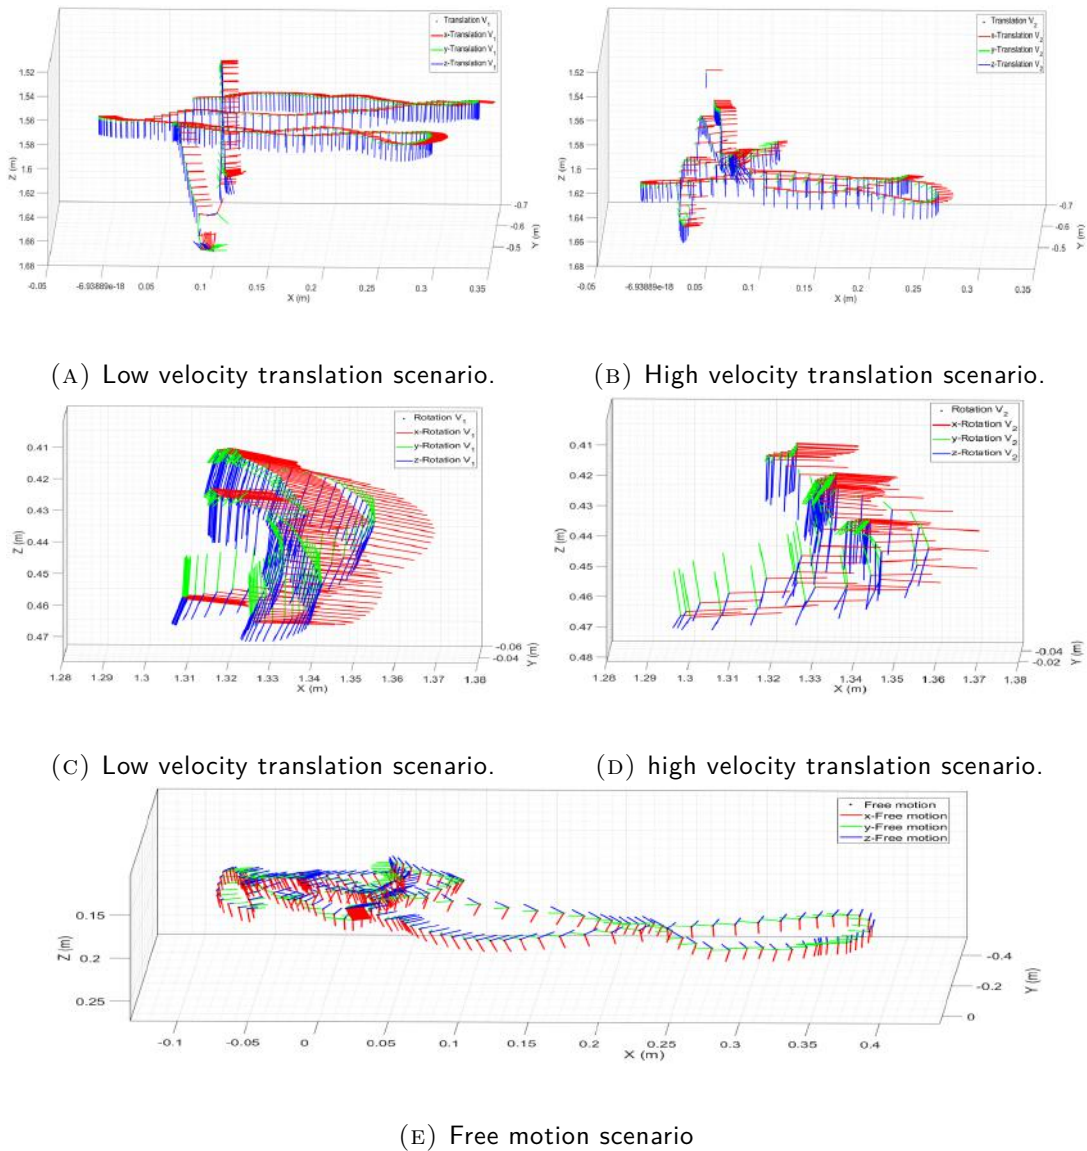 Translation V1
x-Translation V1
y-Translation V1
z-Translation V1
1.52
1.54
1.56
1.58
1.6
1.62
1.64
1.66
1.68
Z (m)
-0.7
-0.6
-0.5
Y (m)
-0.05 -6.93889e-18 0.05 0.1 0.15 0.2 0.25 0.3 0.35
X (m)
Translation V2
x-Translation V2
y-Translation V2
z-Translation V2
1.52
1.54
1.56
1.58
1.6
1.62
1.64
1.66
1.68
Z (m)
-0.7
-0.6
-0.5
Y (m)
-0.05 -6.93889e-18 0.05 0.1 0.15 0.2 0.25 0.3 0.35
X (m)
(A) Low velocity translation scenario.
(B) High velocity translation scenario.
Rotation V1
x-Rotation V1
y-Rotation V1
z-Rotation V1
0.41
0.42
0.43
0.44
0.45
0.46
0.47
Z (m)
-0.06
-0.04
Y (m)
1.28 1.29 1.3 1.31 1.32 1.33 1.34 1.35 1.36 1.37 1.38
X (m)
Rotation V2
x-Rotation V2
y-Rotation V2
z-Rotation V2
0.41
0.42
0.43
0.44
0.45
0.46
0.47
0.48
Z (m)
-0.04
-0.02
Y (m)
1.28 1.29 1.3 1.31 1.32 1.33 1.34 1.35 1.36 1.37 1.38
X (m)
(C) Low velocity translation scenario.
(D) high velocity translation scenario.
Free motion
x-Free motion
y-Free motion
z-Free motion
0.15
0.2
0.25
Z (m)
-0.4
-0.2
0
Y (m)
-0.1 -0.05 0 0.05 0.1 0.15 0.2 0.25 0.3 0.35 0.4
X (m)
(E) Free motion scenario